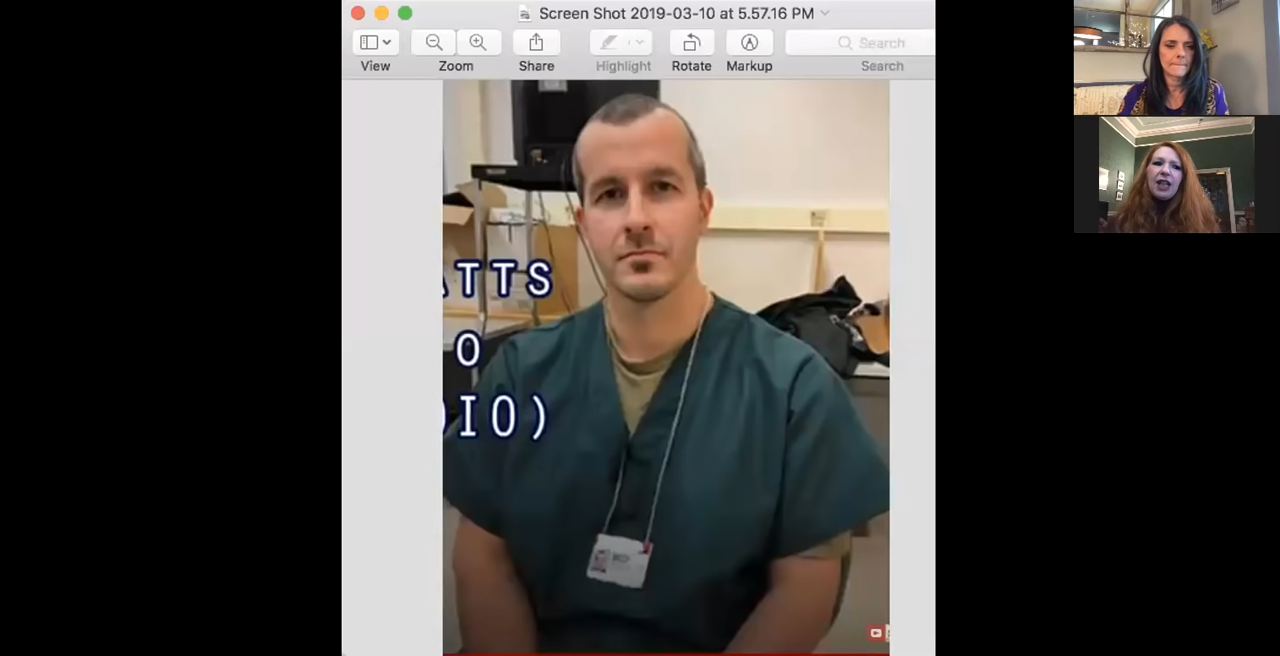 Screen Shot 2019-03-10 at 5.57.16 PM
Search
View
Zoom
Share
Highlight
Rotate
Markup
Search
ATTS
O
DIO)